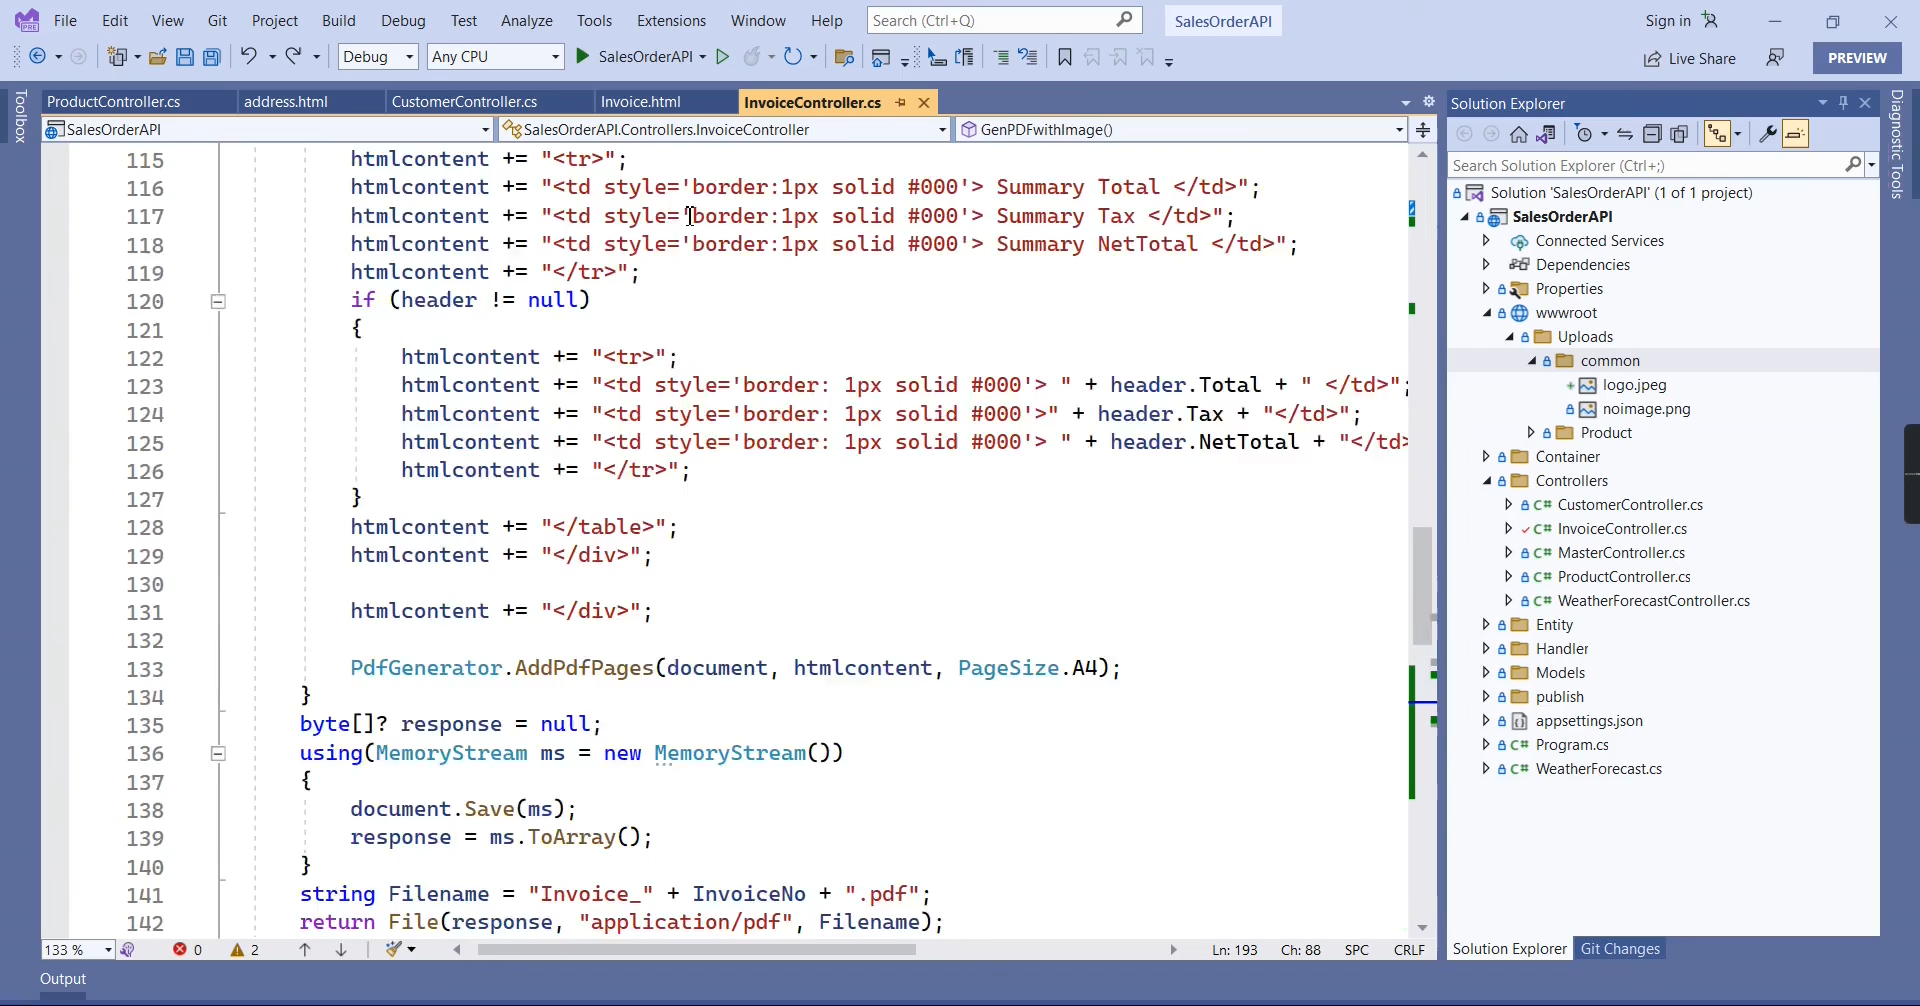 File Edit View Git Project Build Debug Test Analyze Tools Extensions Window Help Search (Ctrl+Q) SalesOrderAPI Sign in
Debug Any CPU SalesOrderAPI Live Share PREVIEW
Toolbox
ProductController.cs address.html CustomerController.cs Invoice.html InvoiceController.cs
SalesOrderAPI SalesOrderAPI.Controllers.InvoiceController GenPDFwithImage()
115 htmlcontent += "<tr>";
116 htmlcontent += "<td style='border:1px solid #000'> Summary Total </td>";
117 htmlcontent += "<td style='border:1px solid #000'> Summary Tax </td>";
118 htmlcontent += "<td style='border:1px solid #000'> Summary NetTotal </td>";
119 htmlcontent += "</tr>";
120 if (header != null)
121 {
122 htmlcontent += "<tr>";
123 htmlcontent += "<td style='border: 1px solid #000'> " + header.Total + " </td>";
124 htmlcontent += "<td style='border: 1px solid #000'>" + header.Tax + "</td>";
125 htmlcontent += "<td style='border: 1px solid #000'> " + header.NetTotal + "</td>
126 htmlcontent += "</tr>";
127 }
128 htmlcontent += "</table>";
129 htmlcontent += "</div>";
130
131 htmlcontent += "</div>";
132
133 PdfGenerator.AddPdfPages(document, htmlcontent, PageSize.A4);
134 }
135 byte[]? response = null;
136 using(MemoryStream ms = new MemoryStream())
137 {
138 document.Save(ms);
139 response = ms.ToArray();
140 }
141 string Filename = "Invoice_" + InvoiceNo + ".pdf";
142 return File(response, "application/pdf", Filename);
133 % 0 2 Ln: 193 Ch: 88 SPC CRLF
Output
Solution Explorer
Search Solution Explorer (Ctrl+;)
Solution 'SalesOrderAPI' (1 of 1 project)
SalesOrderAPI
Connected Services
Dependencies
Properties
wwwroot
Uploads
common
logo.jpeg
noimage.png
Product
Container
Controllers
C# CustomerController.cs
C# InvoiceController.cs
C# MasterController.cs
C# ProductController.cs
C# WeatherForecastController.cs
Entity
Handler
Models
publish
appsettings.json
C# Program.cs
C# WeatherForecast.cs
Solution Explorer Git Changes
Diagnostic Tools